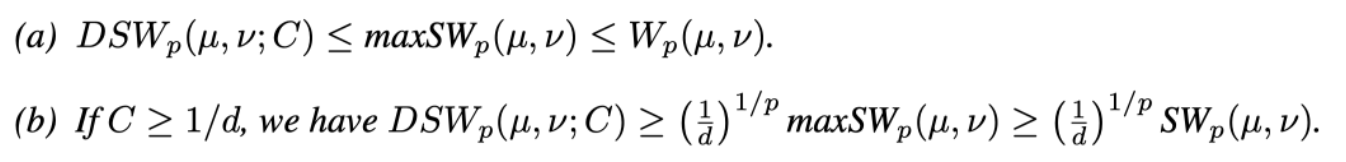 (a) DSW_p(μ, ν; C) ≤ maxSW_p(μ, ν) ≤ W_p(μ, ν).
(b) If C ≥ 1/d, we have DSW_p(μ, ν; C) ≥ (1/d)^{1/p} maxSW_p(μ, ν) ≥ (1/d)^{1/p} SW_p(μ, ν).